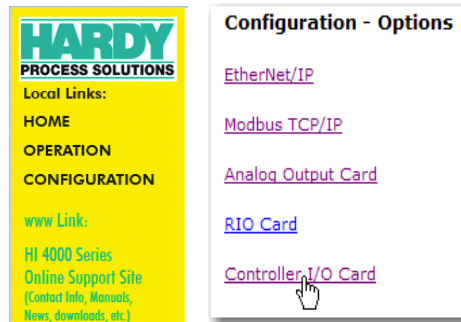 HARDY
PROCESS SOLUTIONS
Local Links:
HOME
OPERATION
CONFIGURATION
www Link:
HI 4000 Series
Online Support Site
(Contact Info, Manuals,
News, downloads, etc.)
Configuration - Options
EtherNet/IP
Modbus TCP/IP
Analog Output Card
RIO Card
Controller I/O Card